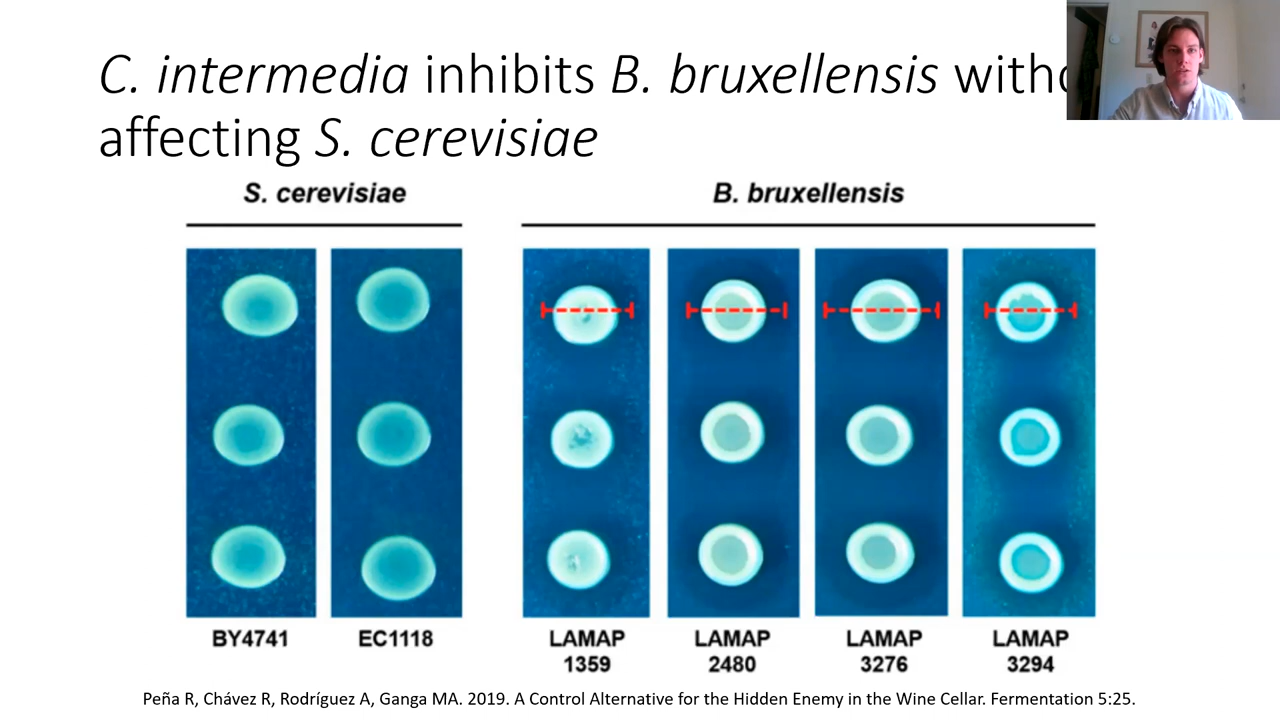 C. intermedia inhibits B. bruxellensis
affecting S. cerevisiae
S. cerevisiae
B. bruxellensis
BY4741
EC1118
LAMAP
1359
LAMAP
2480
LAMAP
3276
LAMAP
3294
Peña R, Chávez R, Rodríguez A, Ganga MA. 2019. A Control Alternative for the Hidden Enemy in the Wine Cellar. Fermentation 5:25.